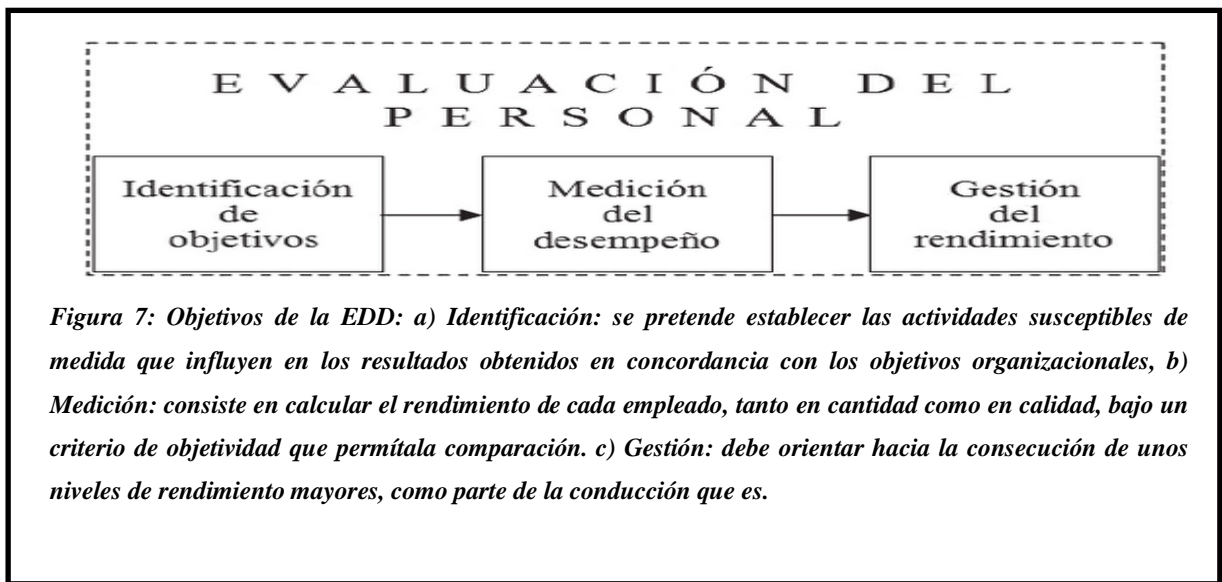 EVALUACIÓN DEL
PERSONAL
Identificación
de
objetivos
Medición
del
desempeño
Gestión
del
rendimiento
Figura 7: Objetivos de la EDD: a) Identificación: se pretende establecer las actividades susceptibles de
medida que influyen en los resultados obtenidos en concordancia con los objetivos organizacionales, b)
Medición: consiste en calcular el rendimiento de cada empleado, tanto en cantidad como en calidad, bajo un
criterio de objetividad que permítala comparación. c) Gestión: debe orientar hacia la consecución de unos
niveles de rendimiento mayores, como parte de la conducción que es.